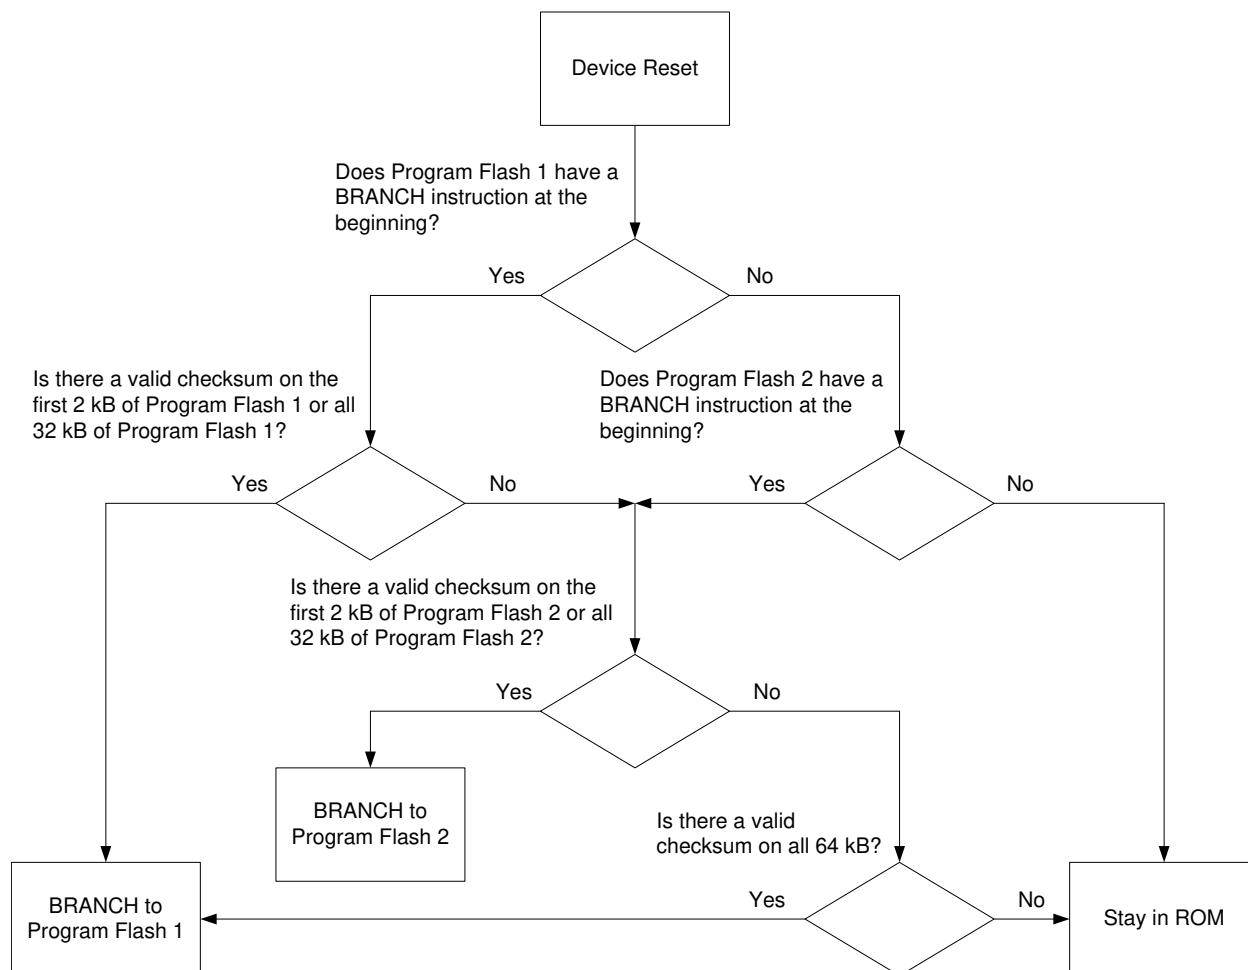 Device Reset
Does Program Flash 1 have a
BRANCH instruction at the
beginning?
Yes
No
Is there a valid checksum on the
first 2 kB of Program Flash 1 or all
32 kB of Program Flash 1?
Does Program Flash 2 have a
BRANCH instruction at the
beginning?
Yes
No
Yes
No
Is there a valid checksum on the
first 2 kB of Program Flash 2 or all
32 kB of Program Flash 2?
Yes
No
BRANCH to
Program Flash 2
Is there a valid
checksum on all 64 kB?
BRANCH to
Program Flash 1
Yes
No
Stay in ROM